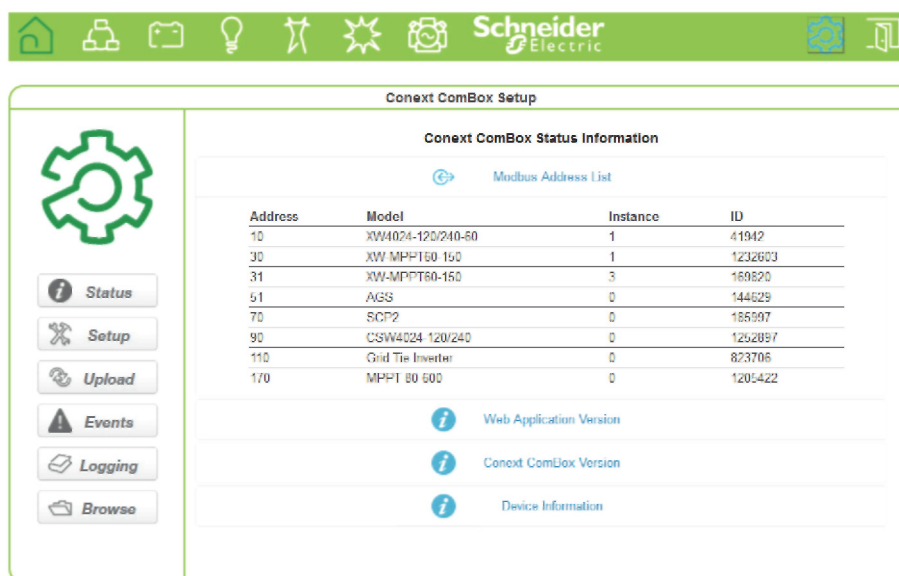 Schneider
Electric
Conext ComBox Setup
Conext ComBox Status Information
Modbus Address List
Address Model Instance ID
10 XW4024-120/240-60 1 41942
30 XW-MPPT60-150 1 1232603
31 XW-MPPT60-150 3 169820
51 AGS 0 144629
70 SCP2 0 185997
90 CSW4024-120/240 0 1252897
110 Grid Tie Inverter 0 823706
170 MPPT 80 600 0 1205422
Status
Setup
Upload
Events
Logging
Browse
Web Application Version
Conext ComBox Version
Device Information